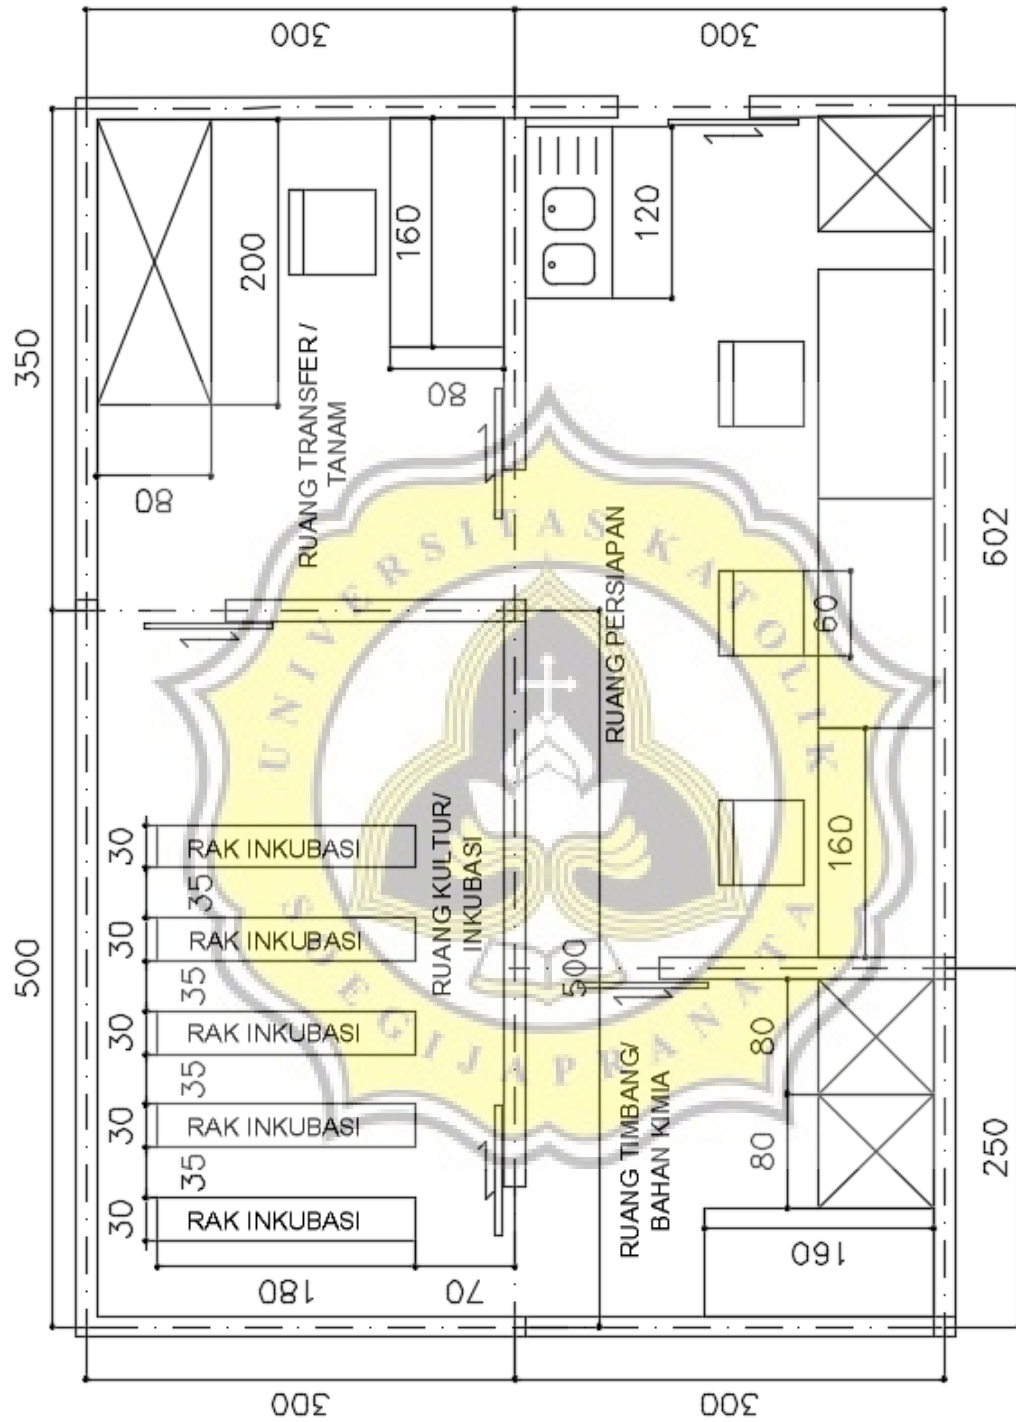 300
300
350
200
160
120
80
80
RUANG TRANSFER /
TANAM
602
RUANG PERSIAPAN
60
160
500
30
RAK INKUBASI
35
30
RAK INKUBASI
35
30
RAK INKUBASI
35
30
RAK INKUBASI
35
30
RAK INKUBASI
RUANG KULTUR/
INKUBASI
500
180
70
RUANG TIMBANG/
BAHAN KIMIA
80
80
160
250
300
300
UNIVERSITAS KATOLIK
SOEGIJAPRANATA